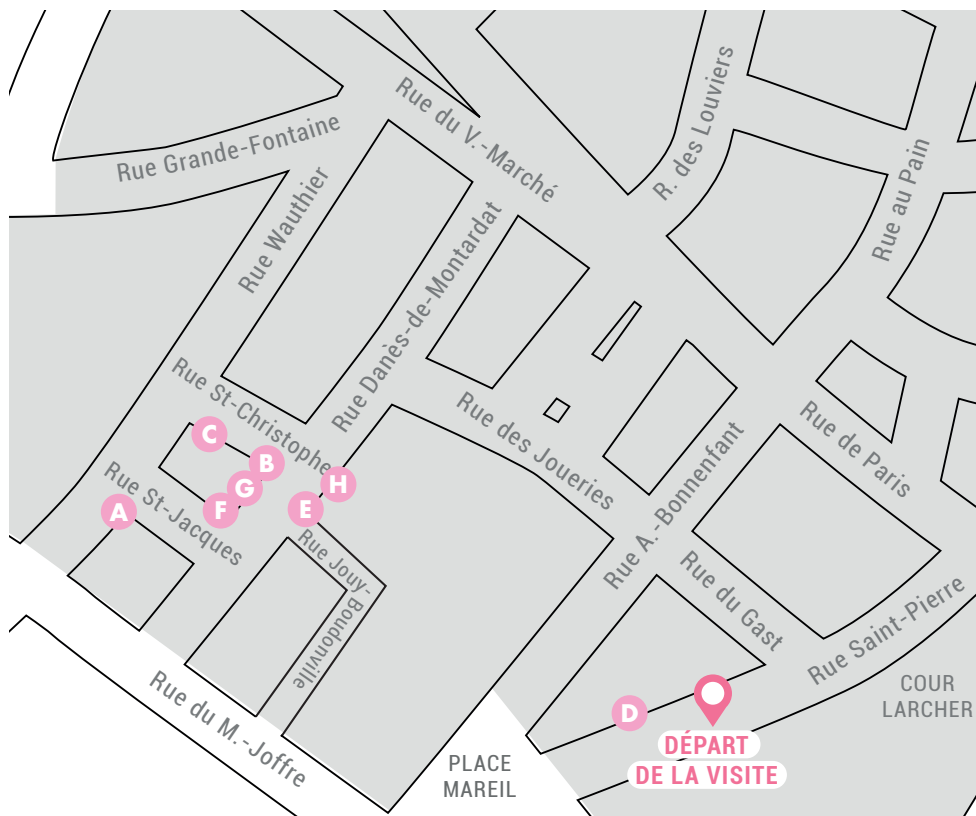 Rue du V.-Marché
R. des Louviers
Rue Grande-Fontaine
Rue au Pain
Rue Wauthier
Rue Danès-de-Montardat
Rue St-Christophe
Rue des Joueries
Rue de Paris
C
B
G
H
F
E
A
Rue St-Jacques
Rue A.-Bonnenfant
Rue Jouy-
Boudonville
Rue du Gast
Rue Saint-Pierre
COUR
LARCHER
Rue du M.-Joffre
D
DÉPART
DE LA VISITE
PLACE
MAREIL